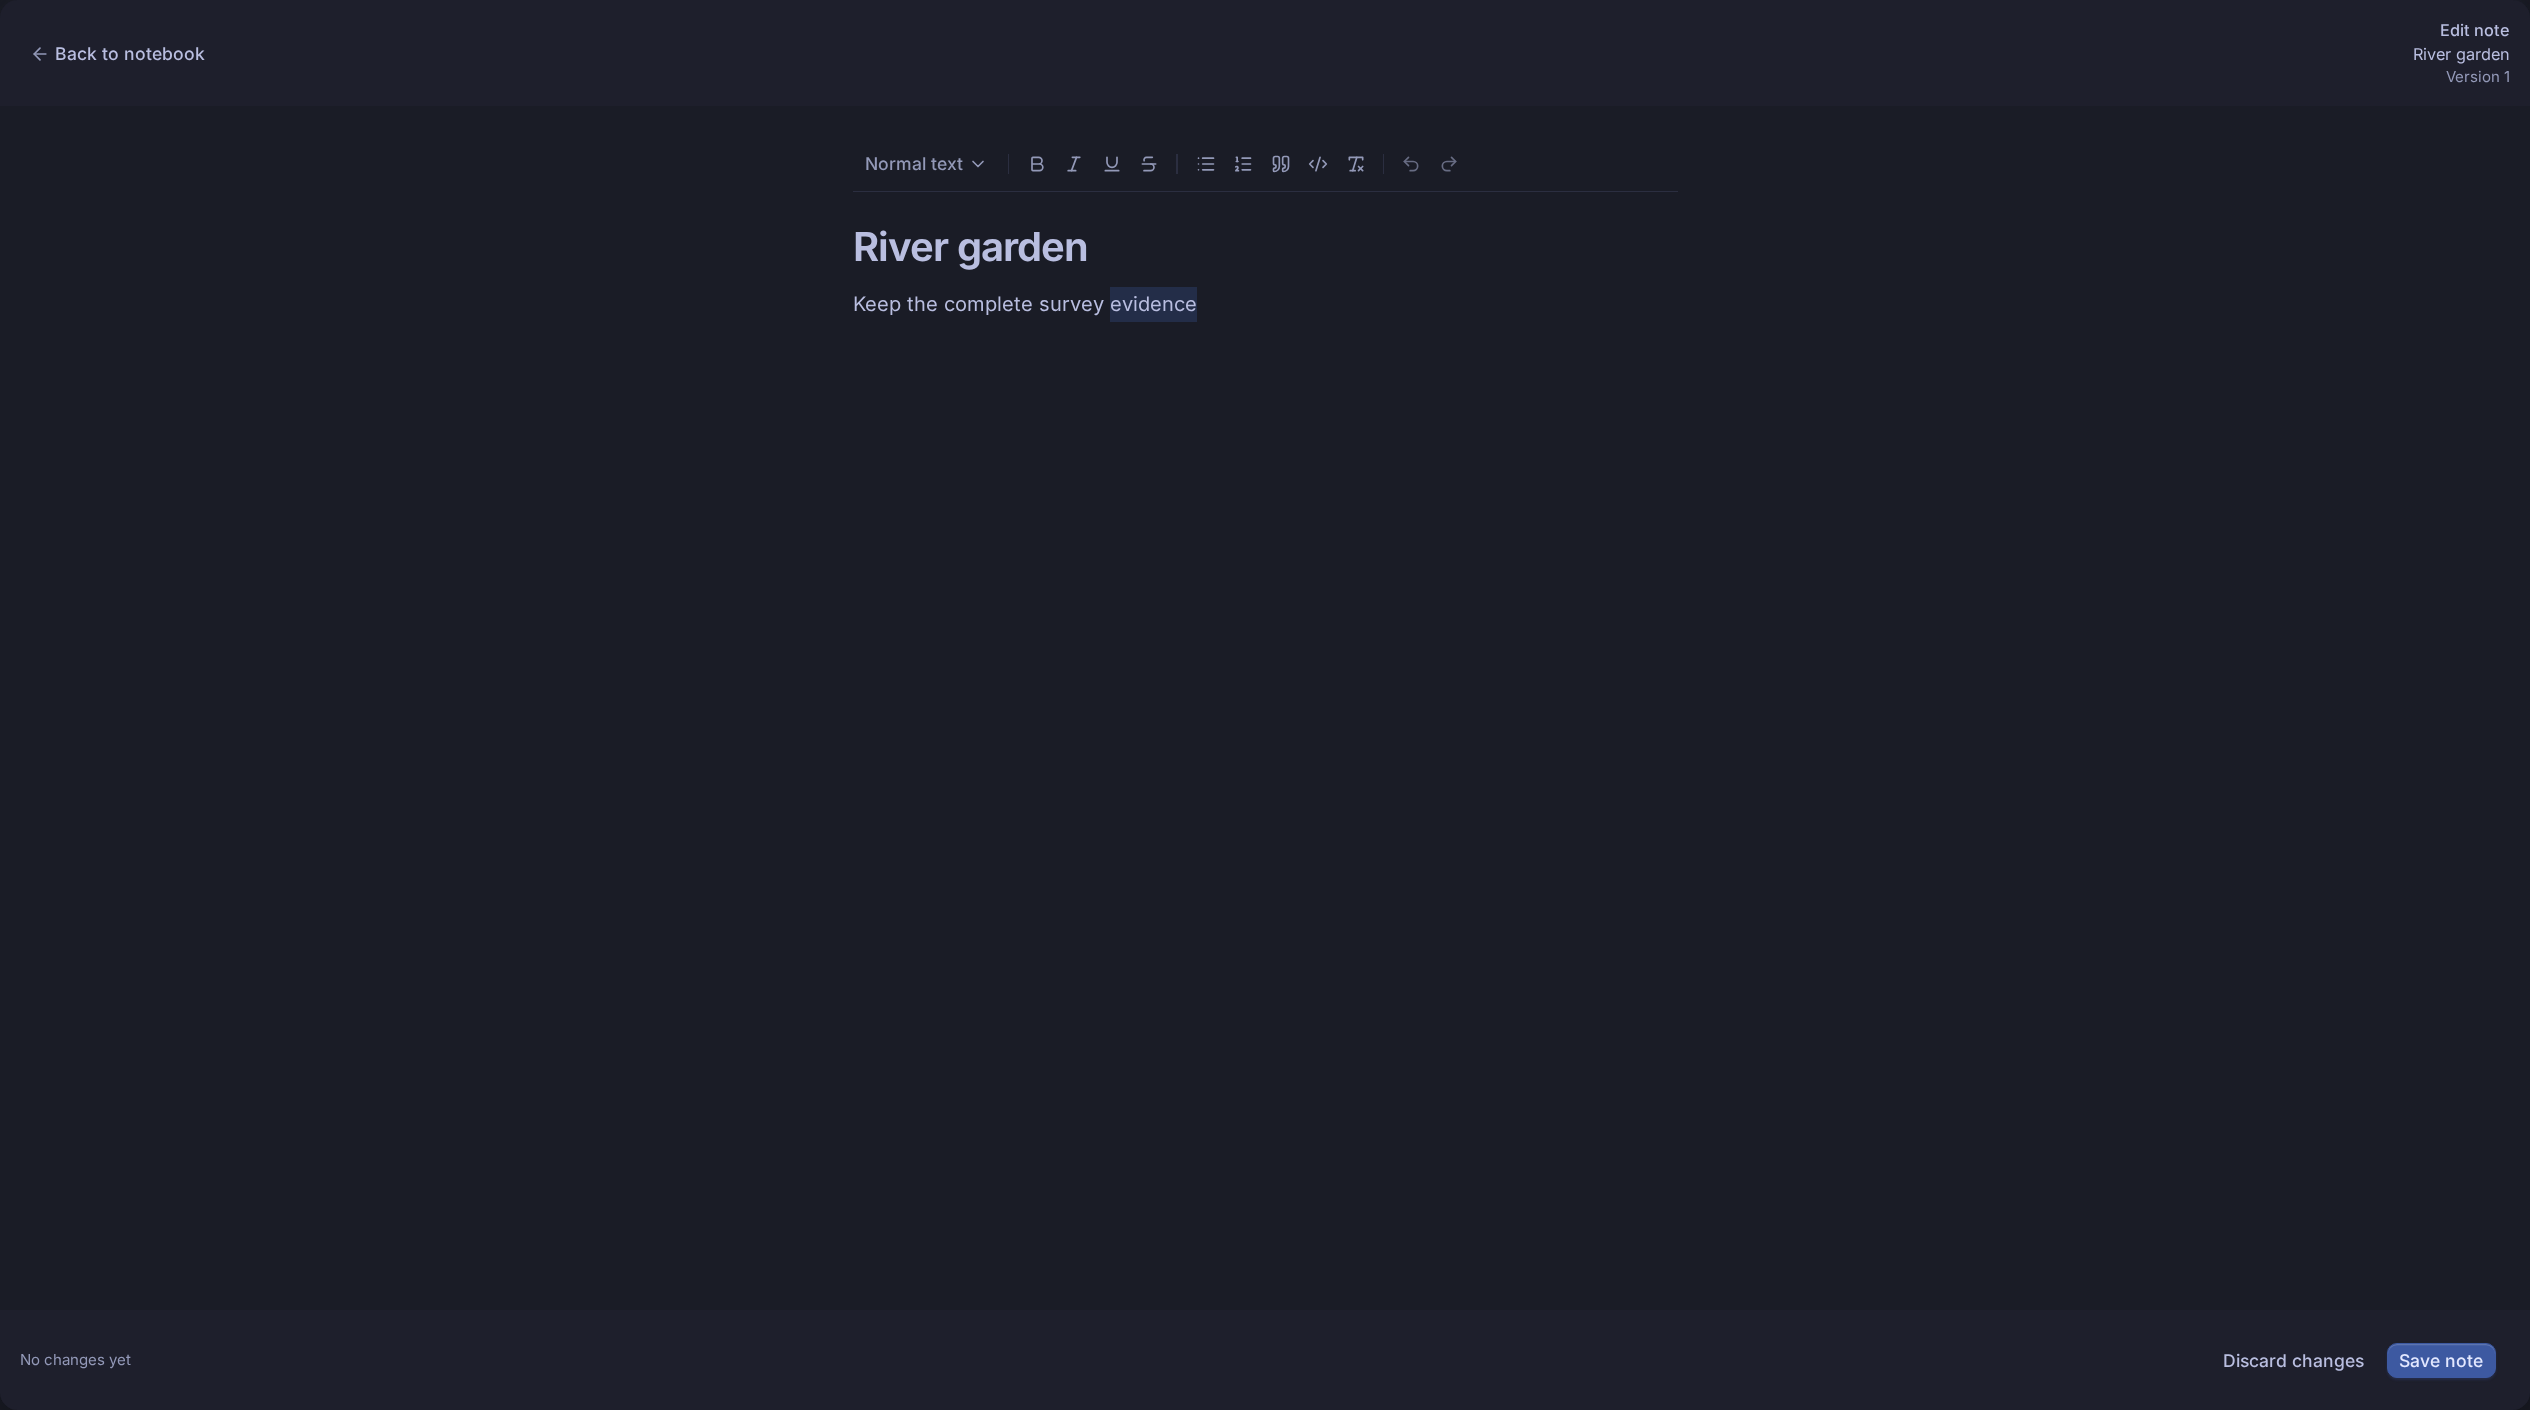 Back to notebook
Edit note
River garden
Version 1
Normal text
River garden
Keep the complete survey evidence
No changes yet
Discard changes
Save note